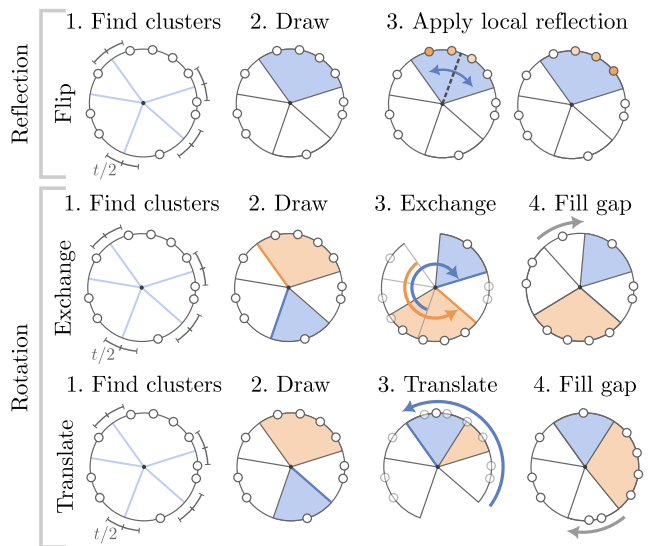 Reflection
Flip
1. Find clusters
2. Draw
3. Apply local reflection
t/2
Rotation
Exchange
1. Find clusters
2. Draw
3. Exchange
4. Fill gap
t/2
Translate
1. Find clusters
2. Draw
3. Translate
4. Fill gap
t/2